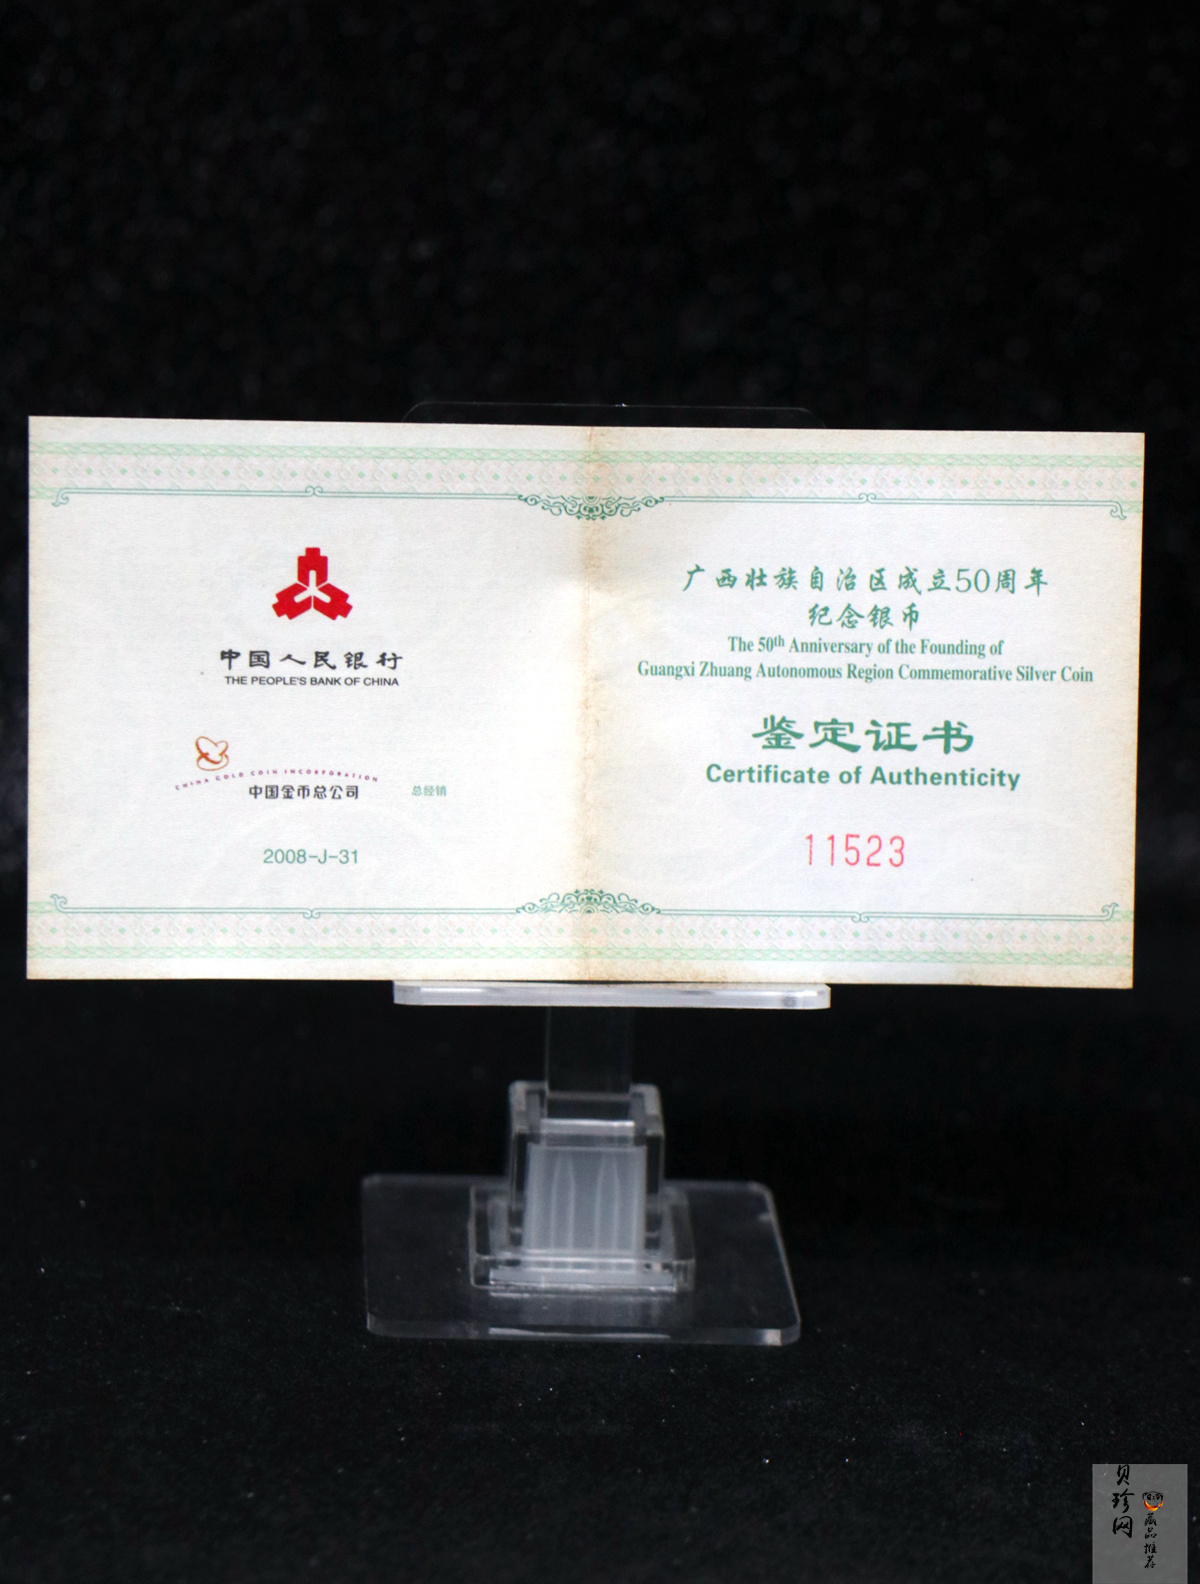 中国人民银行
THE PEOPLE'S BANK OF CHINA
CHINA GOLD COIN INCORPORATION
中国金币总公司
总经销
2008-J-31
广西壮族自治区成立50周年
纪念银币
The 50th Anniversary of the Founding of
Guangxi Zhuang Autonomous Region Commemorative Silver Coin
鉴定证书
Certificate of Authenticity
11523
贝珍网
藏品推荐